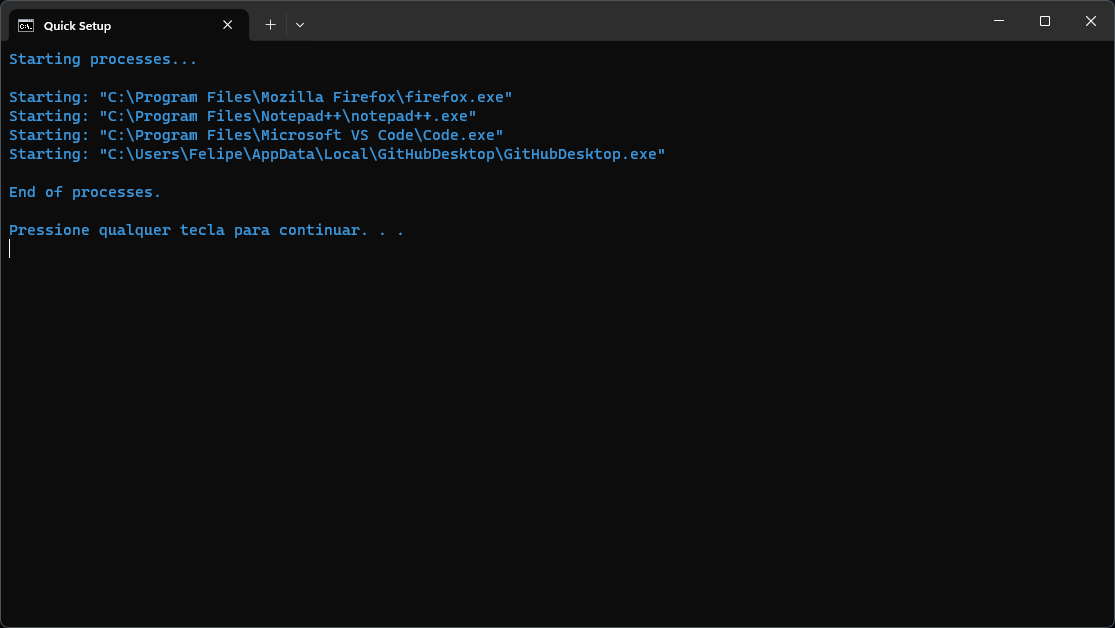 Quick Setup
Starting processes...
Starting: "C:\Program Files\Mozilla Firefox\firefox.exe"
Starting: "C:\Program Files\Notepad++\notepad++.exe"
Starting: "C:\Program Files\Microsoft VS Code\Code.exe"
Starting: "C:\Users\Felipe\AppData\Local\GitHubDesktop\GitHubDesktop.exe"
End of processes.
Pressione qualquer tecla para continuar. . .